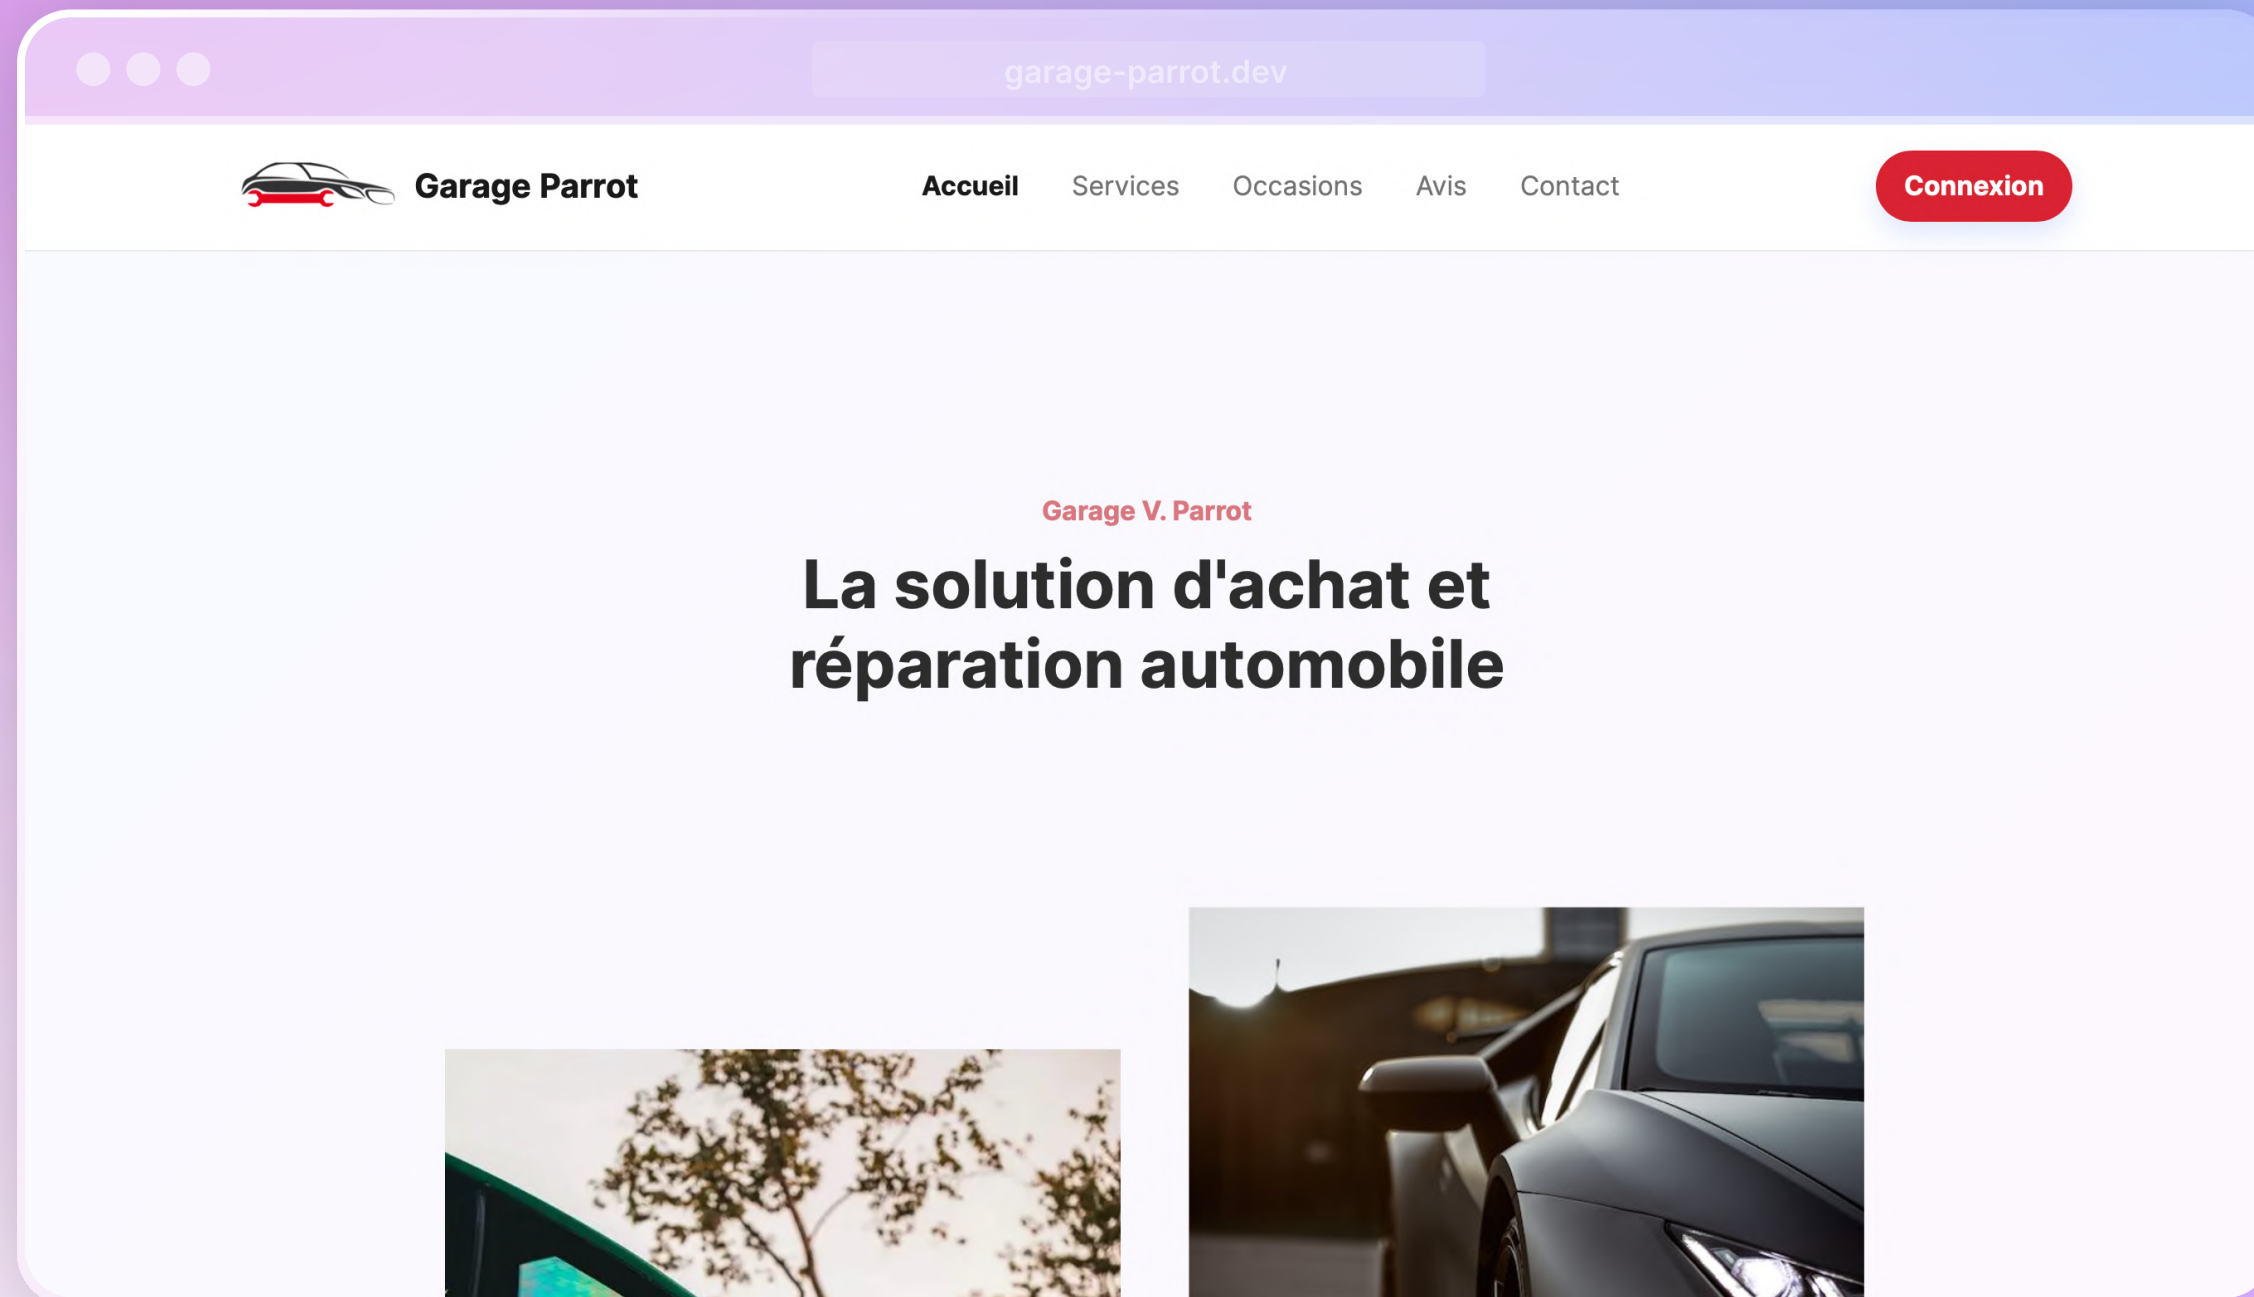 garage-parrot.dev
Garage Parrot
Accueil
Services
Occasions
Avis
Contact
Connexion
Garage V. Parrot
La solution d'achat et
réparation automobile